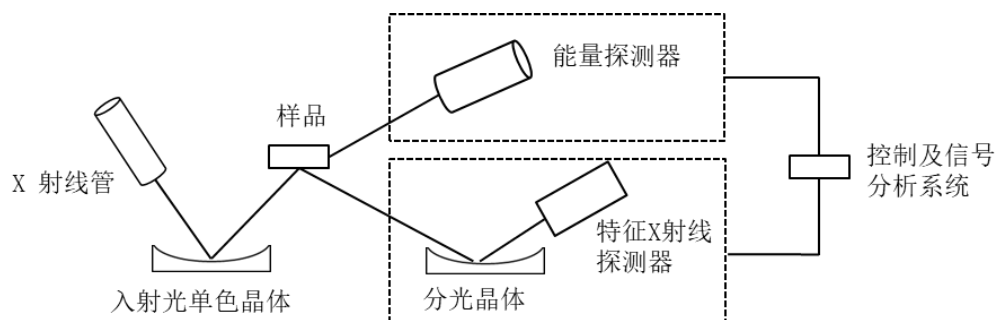 能量探测器
样品
X 射线管
控制及信号
分析系统
特征X射线
探测器
入射光单色晶体
分光晶体